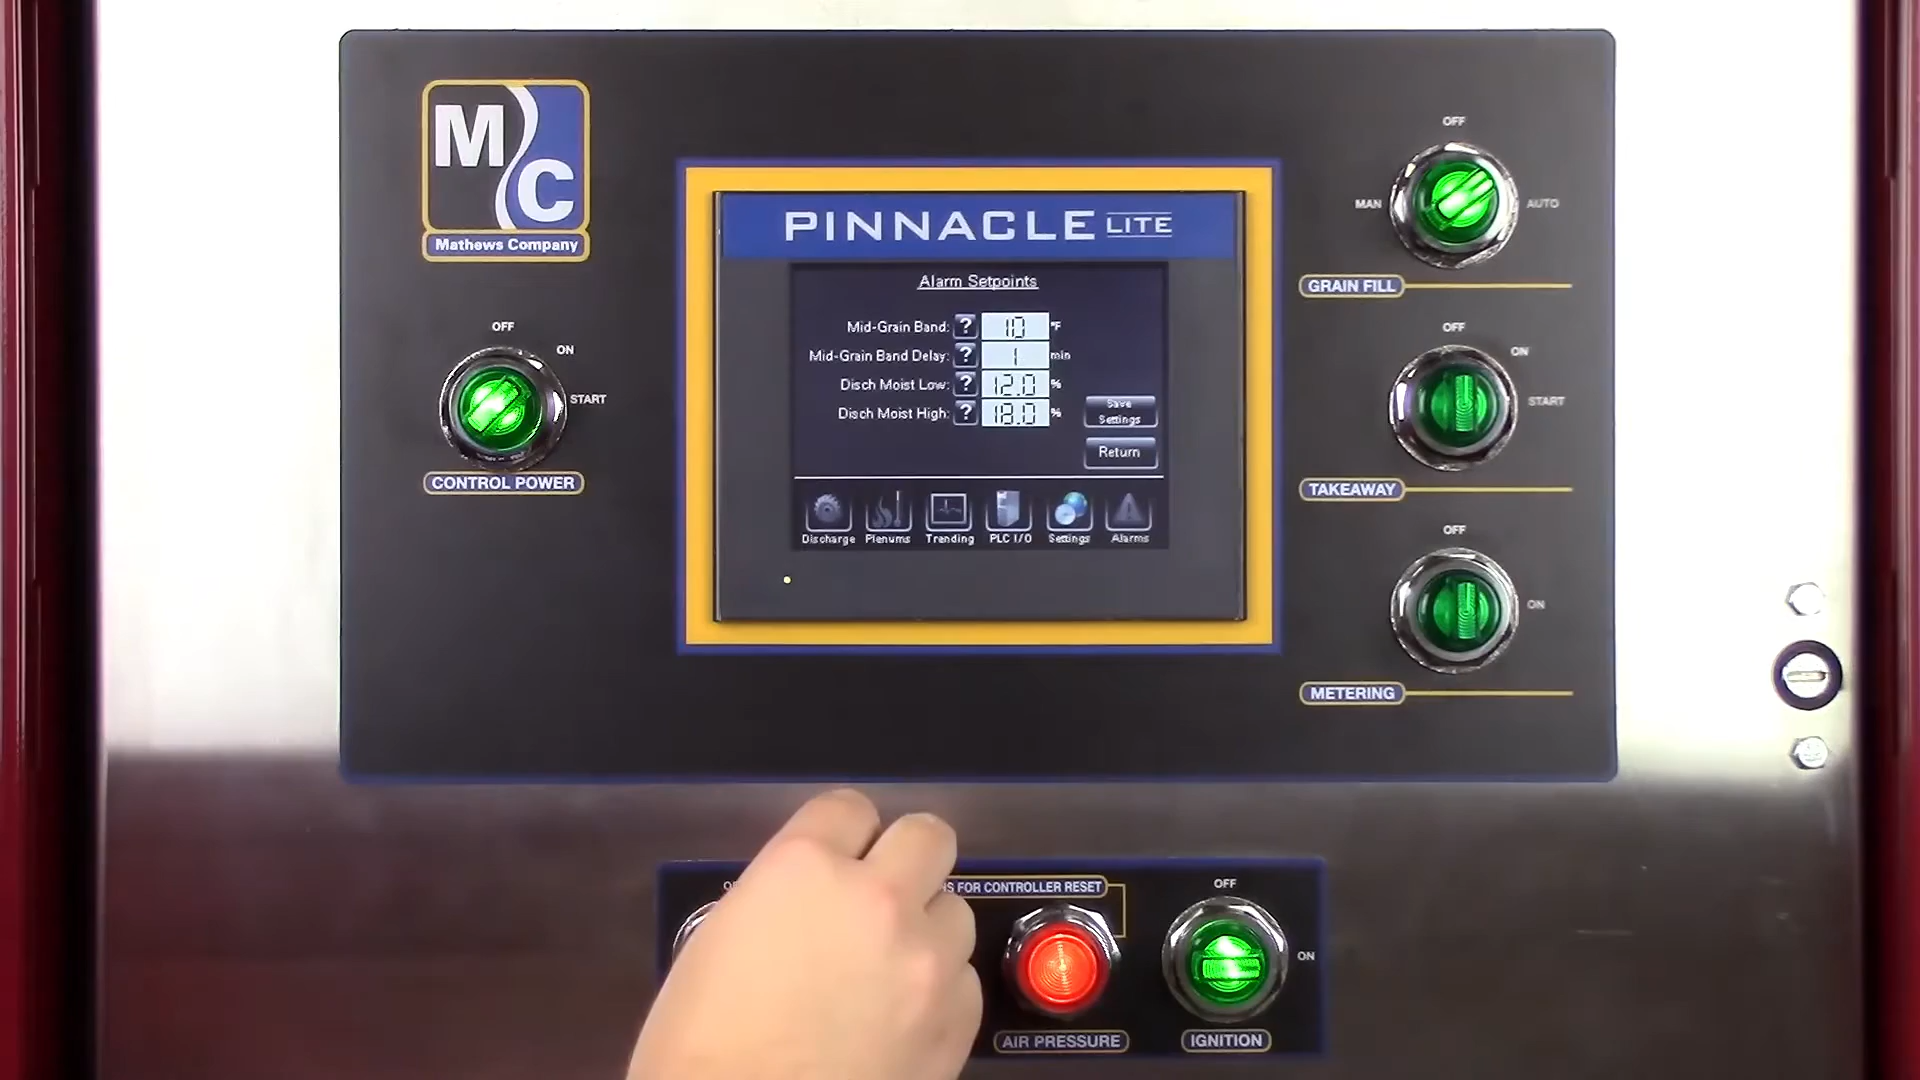 M
C
Mathews Company
PINNACLE LITE
Alarm Setpoints
Mid-Grain Band: ? 10 °F
Mid-Grain Band Delay: ? 1 min
Disch Moist Low: ? 12.0 %
Disch Moist High: ? 18.0 %
Save
Settings
Return
Discharge Plenums Trending PLC I/O Settings Alarms
OFF
ON
START
CONTROL POWER
OFF
MAN
AUTO
GRAIN FILL
OFF
ON
START
TAKEAWAY
OFF
ON
METERING
FOR CONTROLLER RESET
AIR PRESSURE
OFF
ON
IGNITION